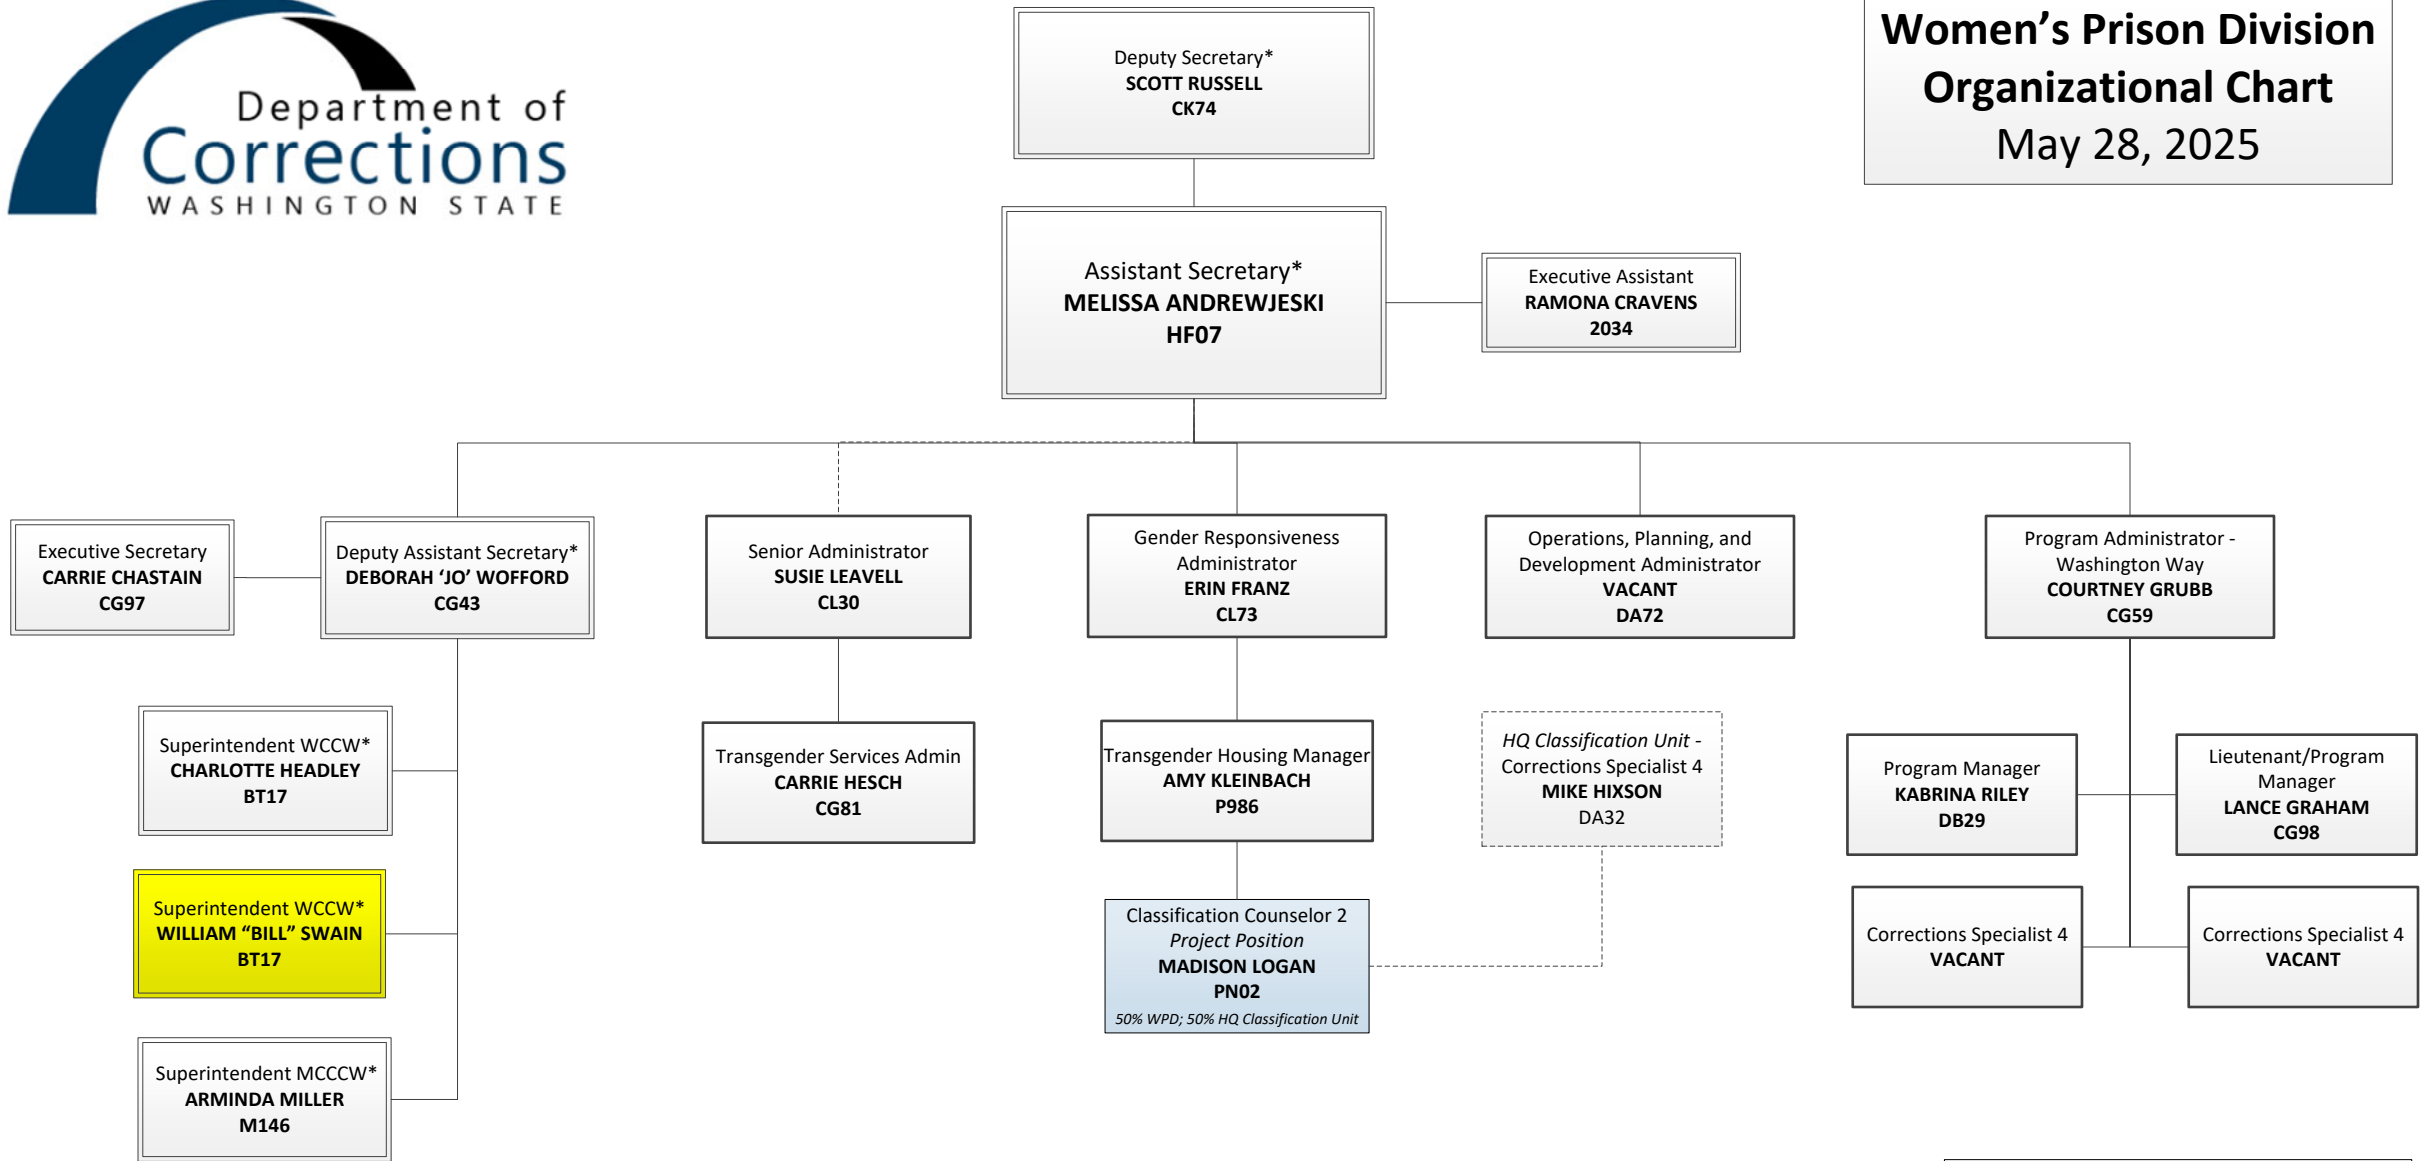 Department of
Corrections
WASHINGTON STATE
Women's Prison Division
Organizational Chart
May 28, 2025
Deputy Secretary*
SCOTT RUSSELL
CK74
Assistant Secretary*
MELISSA ANDREWJESKI
HF07
Executive Assistant
RAMONA CRAVENS
2034
Executive Secretary
CARRIE CHASTAIN
CG97
Deputy Assistant Secretary*
DEBORAH ‘JO’ WOFFORD
CG43
Senior Administrator
SUSIE LEAVELL
CL30
Gender Responsiveness
Administrator
ERIN FRANZ
CL73
Operations, Planning, and
Development Administrator
VACANT
DA72
Program Administrator -
Washington Way
COURTNEY GRUBB
CG59
Superintendent WCCW*
CHARLOTTE HEADLEY
BT17
Transgender Services Admin
CARRIE HESCH
CG81
Transgender Housing Manager
AMY KLEINBACH
P986
HQ Classification Unit -
Corrections Specialist 4
MIKE HIXSON
DA32
Program Manager
KABRINA RILEY
DB29
Lieutenant/Program
Manager
LANCE GRAHAM
CG98
Superintendent WCCW*
WILLIAM “BILL” SWAIN
BT17
Classification Counselor 2
Project Position
MADISON LOGAN
PN02
50% WPD; 50% HQ Classification Unit
Corrections Specialist 4
VACANT
Corrections Specialist 4
VACANT
Superintendent MCCCW*
ARMINDA MILLER
M146